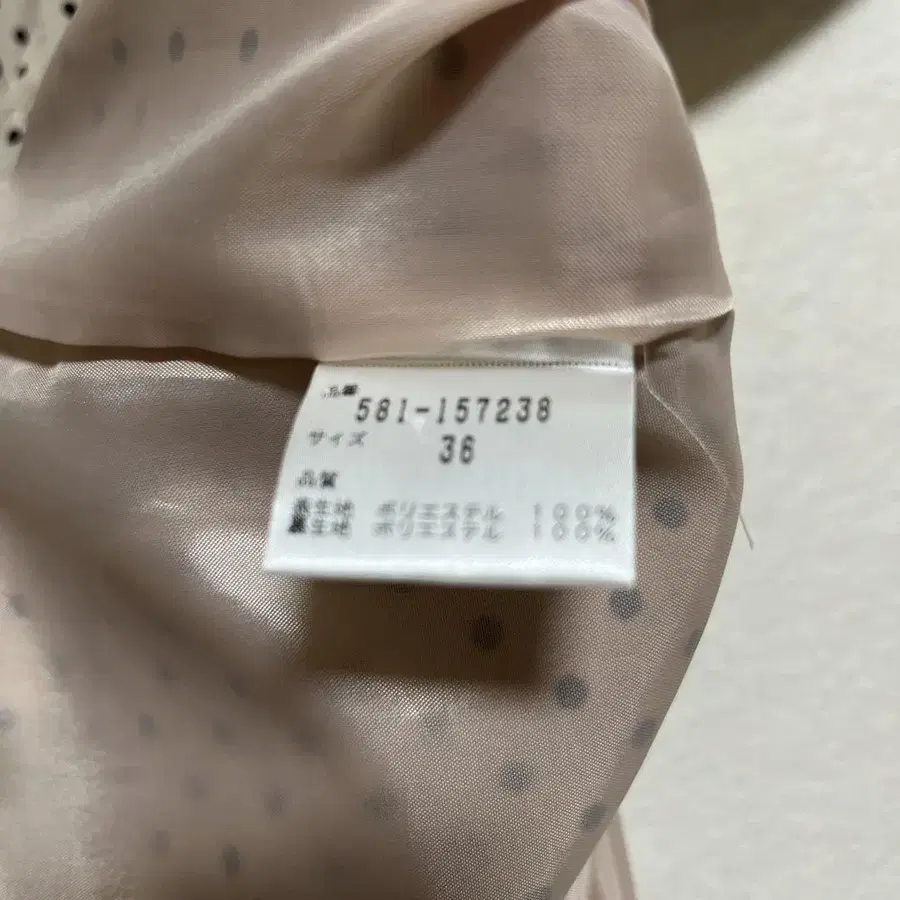 品番
581-157238
サイズ
36
品質
表生地 ポリエステル 100%
裏生地 ポリエステル 100%